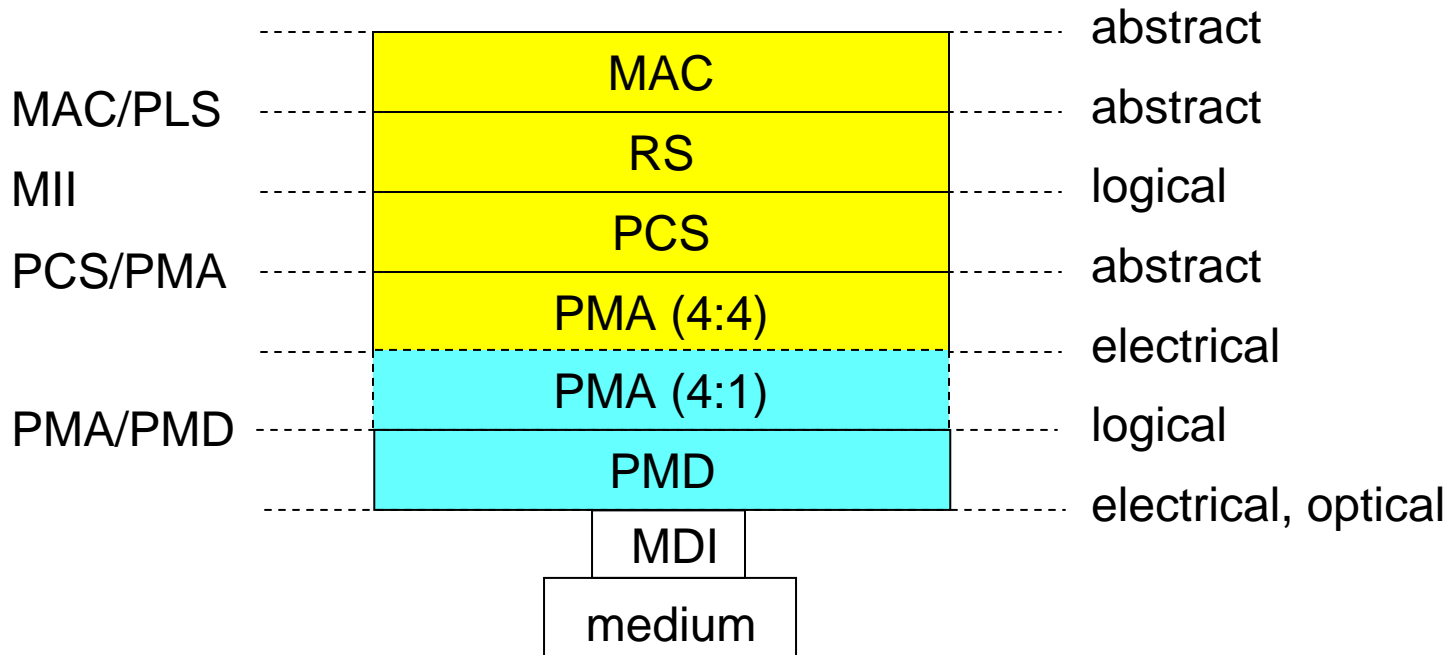 abstract
MAC
MAC/PLS
abstract
RS
MII
logical
PCS
PCS/PMA
abstract
PMA (4:4)
electrical
PMA (4:1)
PMA/PMD
logical
PMD
electrical, optical
MDI
medium